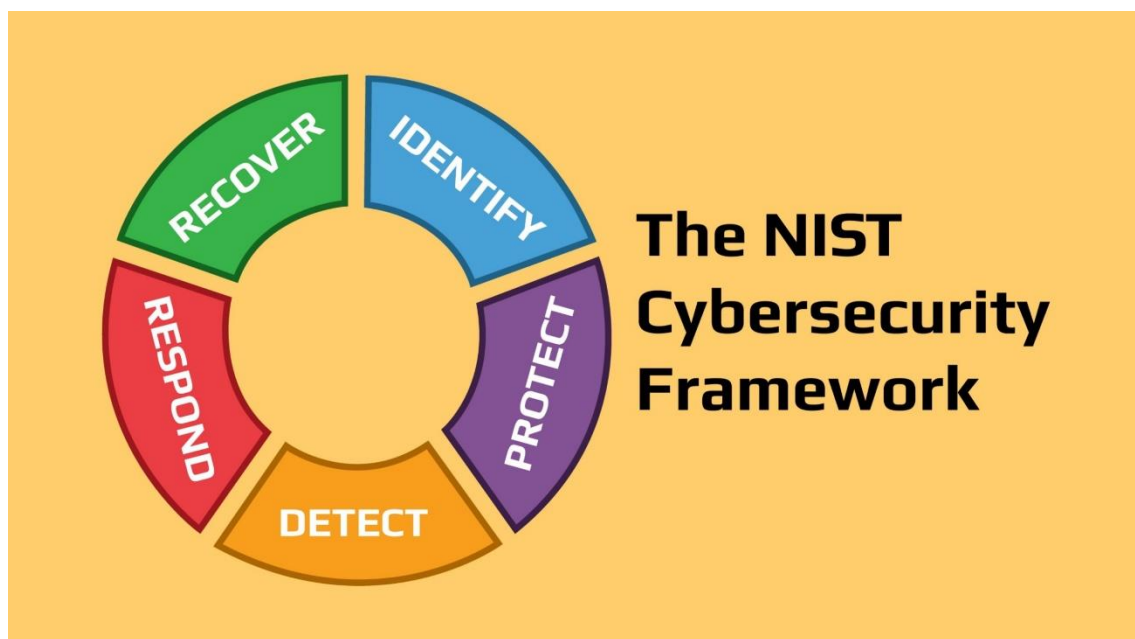 RECOVER
IDENTIFY
PROTECT
DETECT
RESPOND
The NIST
Cybersecurity
Framework